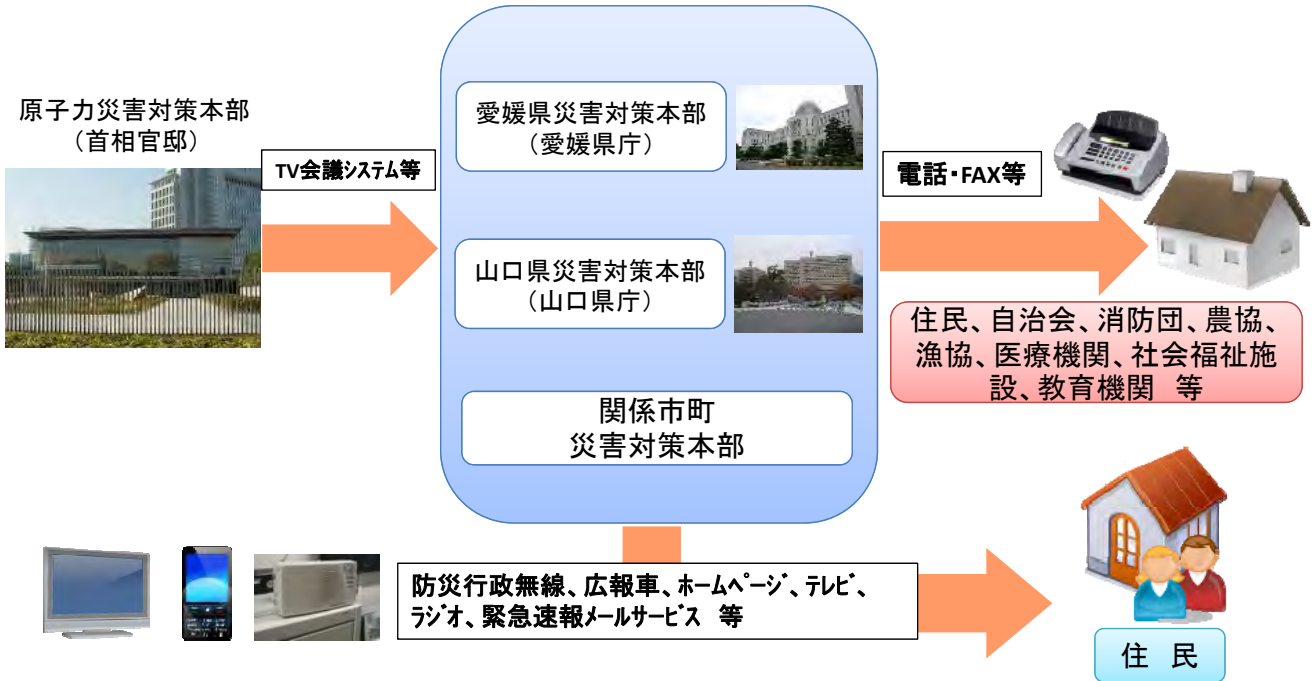 原子力災害対策本部
（首相官邸）
TV会議システム等
愛媛県災害対策本部
（愛媛県庁）
山口県災害対策本部
（山口県庁）
関係市町
災害対策本部
電話・FAX等
住民、自治会、消防団、農協、
漁協、医療機関、社会福祉施
設、教育機関　等
防災行政無線、広報車、ホームページ、テレビ、
ラジオ、緊急速報メールサービス　等
住　民